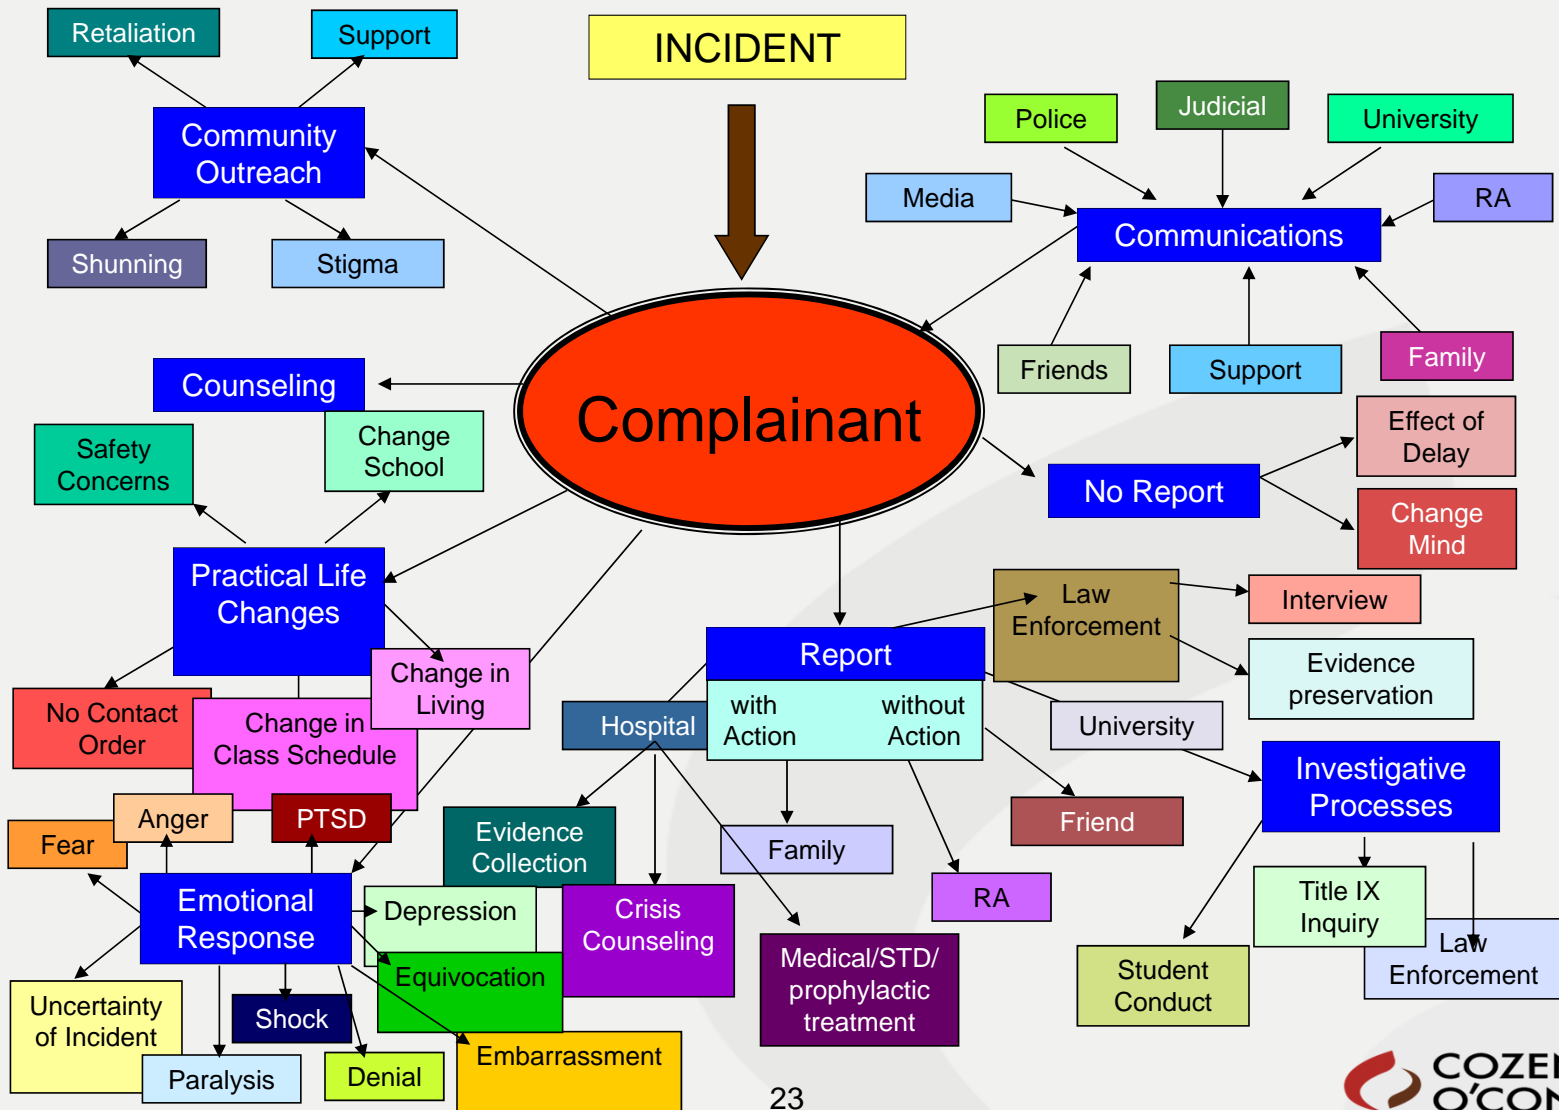 INCIDENT
Retaliation
Support
Community
Outreach
Shunning
Stigma
Police
Judicial
University
Media
RA
Communications
Friends
Support
Family
Complainant
Counseling
Change
School
Safety
Concerns
Practical Life
Changes
No Contact
Order
Change in
Class Schedule
Change in
Living
No Report
Effect of
Delay
Change
Mind
Report
with
Action
without
Action
Law
Enforcement
Interview
Evidence
preservation
Hospital
University
Evidence
Collection
Crisis
Counseling
Medical/STD/
prophylactic
treatment
Family
RA
Friend
Investigative
Processes
Student
Conduct
Title IX
Inquiry
Law
Enforcement
Anger
PTSD
Fear
Emotional
Response
Depression
Equivocation
Embarrassment
Uncertainty
of Incident
Shock
Paralysis
Denial
23